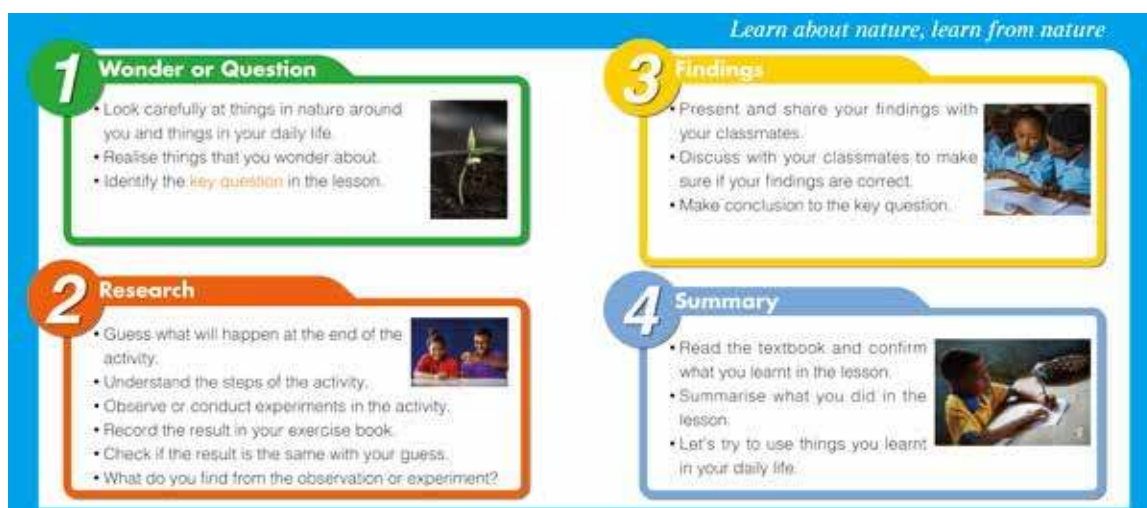 Learn about nature, learn from nature
1 Wonder or Question
• Look carefully at things in nature around
you and things in your daily life.
• Realise things that you wonder about.
• Identify the key question in the lesson.
2 Research
• Guess what will happen at the end of the
activity.
• Understand the steps of the activity.
• Observe or conduct experiments in the activity.
• Record the result in your exercise book.
• Check if the result is the same with your guess.
• What do you find from the observation or experiment?
3 Findings
• Present and share your findings with
your classmates.
• Discuss with your classmates to make
sure if your findings are correct.
• Make conclusion to the key question.
4 Summary
• Read the textbook and confirm
what you learnt in the lesson.
• Summarise what you did in the
lesson.
• Let's try to use things you learnt
in your daily life.